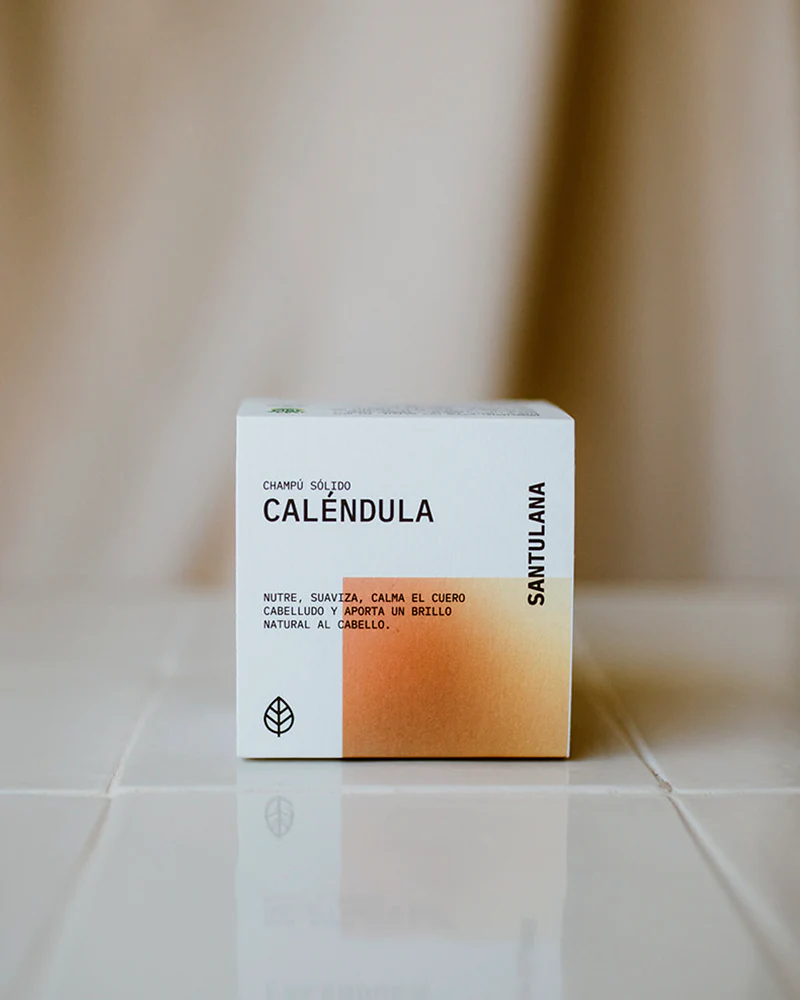 CHAMPÚ SÓLIDO
CALÉNDULA
SANTULANA
NUTRE, SUAVIZA, CALMA EL CUERO
CABELLUDO Y APORTA UN BRILLO
NATURAL AL CABELLO.